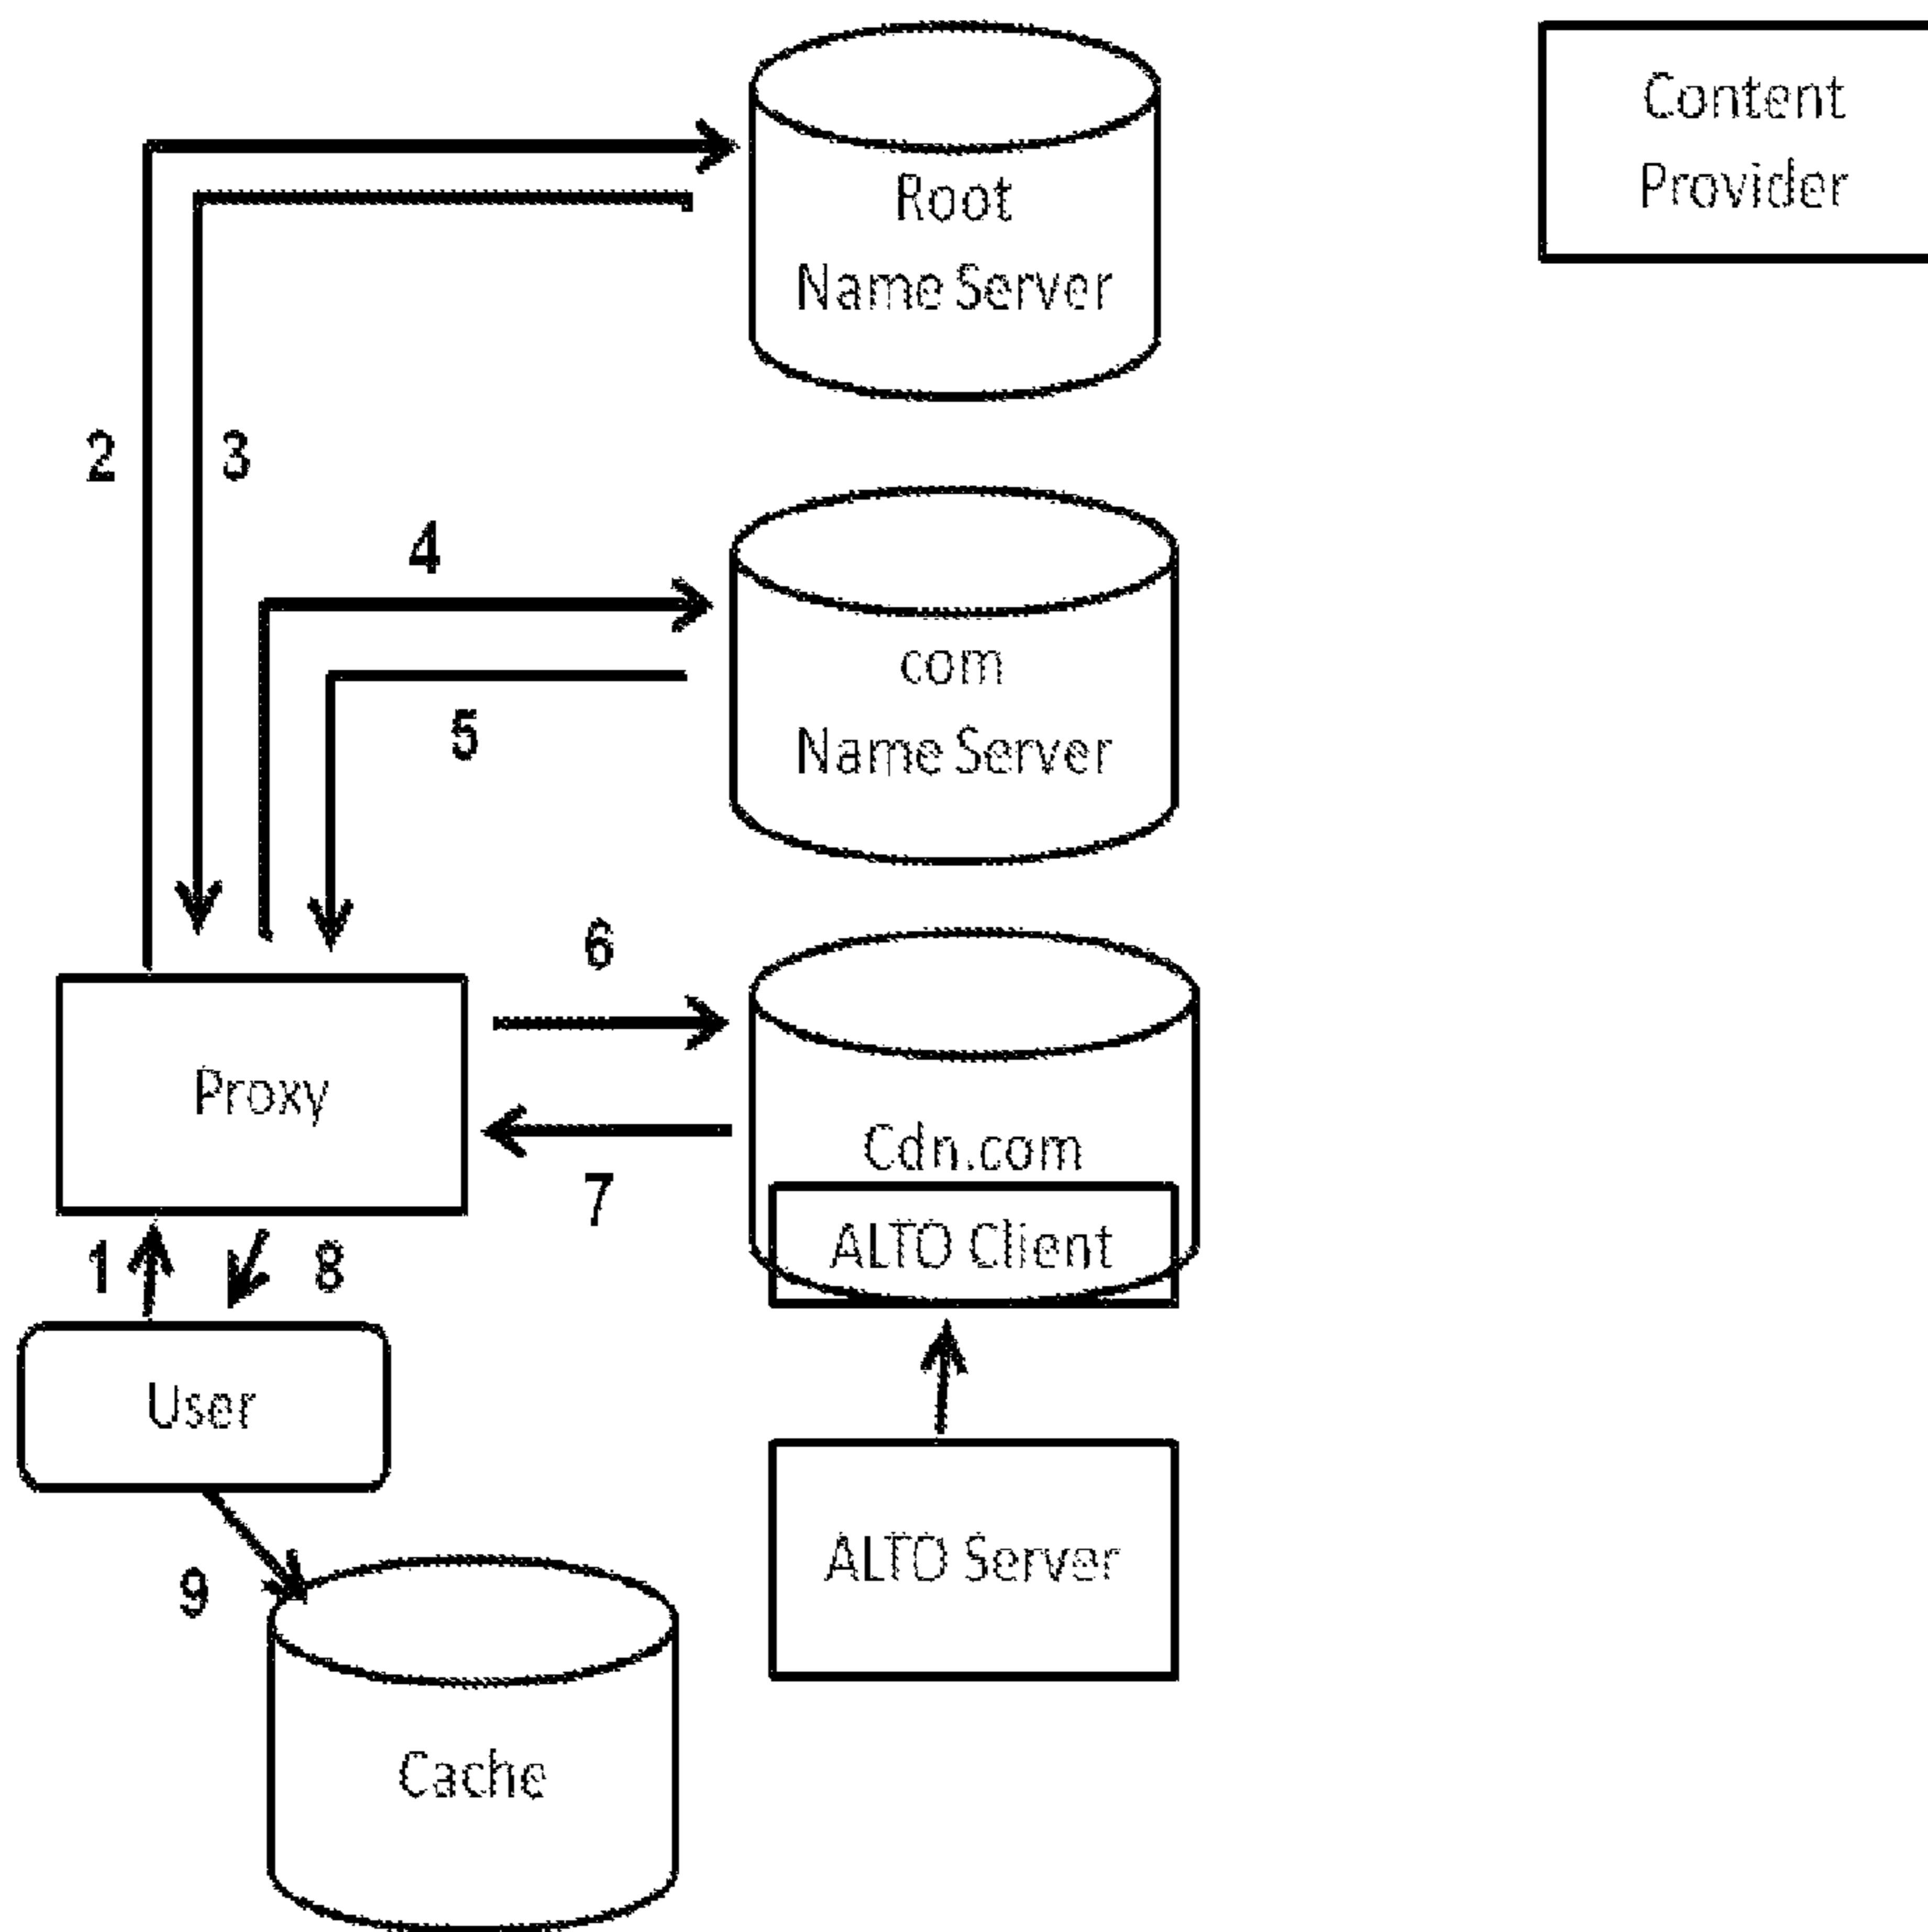 Root
Name Server
Content
Provider
2
3
4
com
Name Server
5
6
Proxy
Cdn.com
7
ALTO Client
1
8
User
ALTO Server
9
Cache